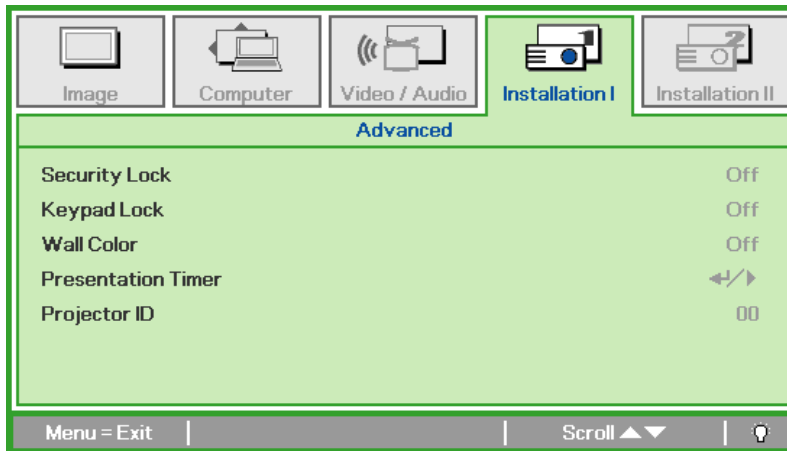 Image Computer Video / Audio Installation I Installation II
Advanced
Security Lock Off
Keypad Lock Off
Wall Color Off
Presentation Timer ↵/▶
Projector ID 00
Menu = Exit Scroll ▲▼